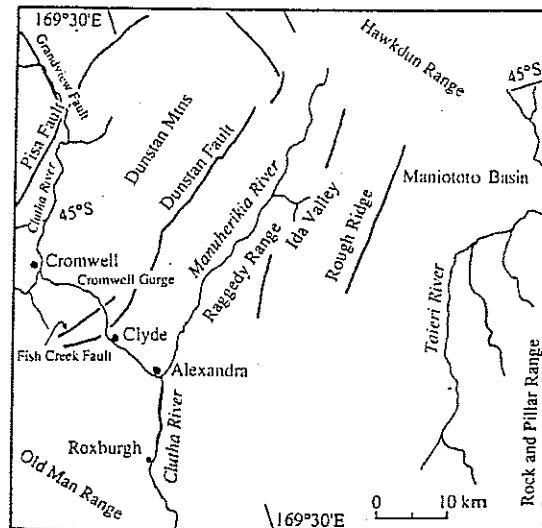 169°30'E
Grandview Fault
Pisa Fault
Clutha River
45°S
Dunstan Mtns
Dunstan Fault
Hawkdun Range
45°S
Maniototo Basin
Manuherikia River
Ida Valley
Raggedy Range
Rough Ridge
Cromwell
Cromwell Gorge
Clyde
Fish Creek Fault
Alexandra
Clutha River
Roxburgh
Old Man Range
Taieri River
Rock and Pillar Range
169°30'E
0 10 km